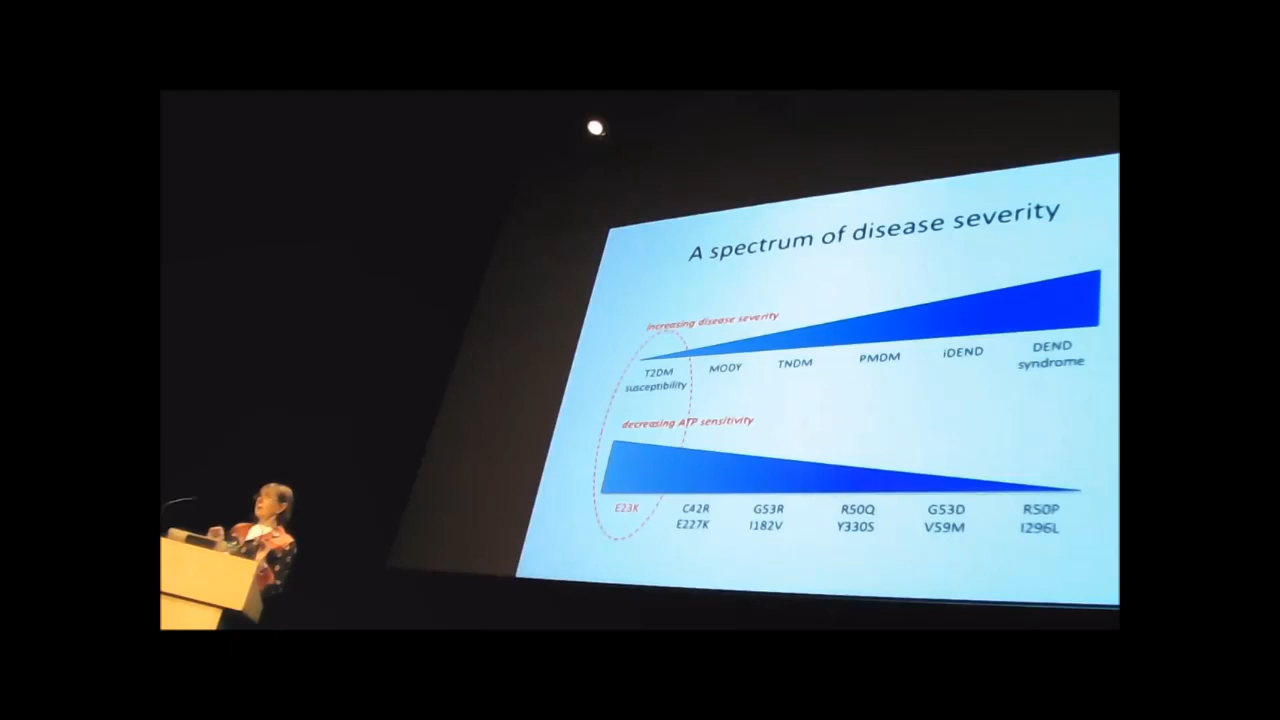 A spectrum of disease severity
increasing disease severity
T2DM susceptibility
MODY
TNDM
PMDM
iDEND
DEND syndrome
decreasing ATP sensitivity
E23K
C42R
E227K
G53R
I182V
R50Q
Y330S
G53D
V59M
R50P
I296L